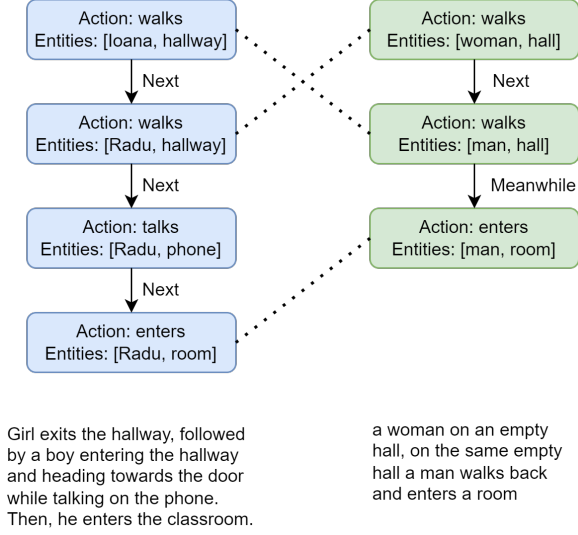 Action: walks
Entities: [Ioana, hallway]
Next
Action: walks
Entities: [Radu, hallway]
Next
Action: talks
Entities: [Radu, phone]
Next
Action: enters
Entities: [Radu, room]
Girl exits the hallway, followed
by a boy entering the hallway
and heading towards the door
while talking on the phone.
Then, he enters the classroom.
Action: walks
Entities: [woman, hall]
Next
Action: walks
Entities: [man, hall]
Meanwhile
Action: enters
Entities: [man, room]
a woman on an empty
hall, on the same empty
hall a man walks back
and enters a room